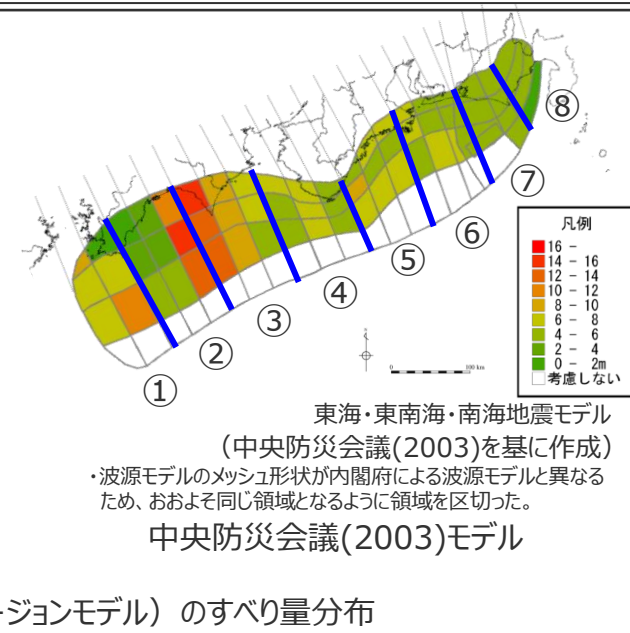 ⑧
⑦
⑥
⑤
④
③
②
①
凡例
16 -
14 - 16
12 - 14
10 - 12
8 - 10
6 - 8
4 - 6
2 - 4
0 - 2m
考慮しない
0 100 km
東海・東南海・南海地震モデル
（中央防災会議(2003)を基に作成）
・波源モデルのメッシュ形状が内閣府による波源モデルと異なる
ため、おおよそ同じ領域となるように領域を区切った。
中央防災会議(2003)モデル
ージョンモデル）のすべり量分布